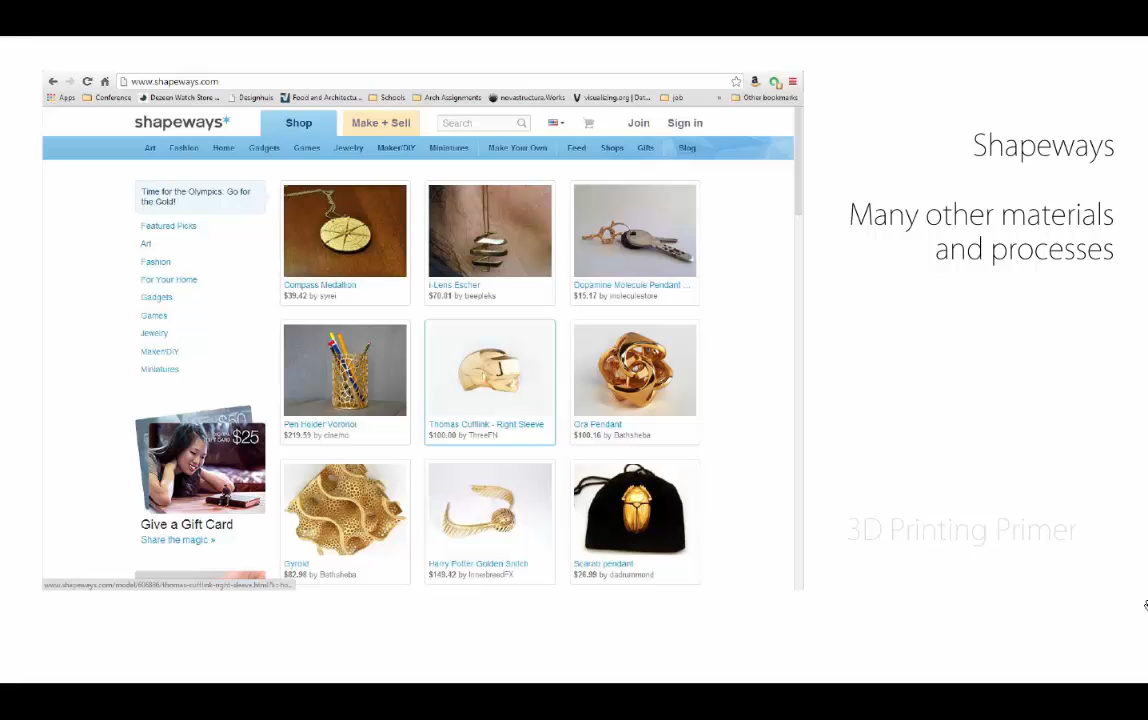 www.shapeways.com
Apps Conference Dezeen Watch Store ... Designhuis Food and Architectu... Schools Arch Assignments novastructura.Works visualizing.org | Dat... job » Other bookmarks
shapeways* Shop Make + Sell Search Join Sign in
Art Fashion Home Gadgets Games Jewelry Maker/DIY Miniatures Make Your Own Feed Shops Gifts Blog
Time for the Olympics: Go for
the Gold!
Featured Picks
Art
Fashion
For Your Home
Gadgets
Games
Jewelry
Maker/DIY
Miniatures
$25
Give a Gift Card
Share the magic »
Compass Medallion
$39.42 by syrei
i-Lens Escher
by treepleks
Dopamine Molecule Pendant ...
$15.17 by moleculestore
Pen Holder Voronoi
$219.55 by cinemo
Thomas Cufflink - Right Sleeve
$100.00 by ThreeFN
Ora Pendant
$100.16 by Bathsheba
Gyroid
$82.98 by Bathsheba
Harry Potter Golden Snitch
$149.42 by InnerbreedFX
Scarab pendant
$26.99 by dadrummond
Shapeways
Many other materials
and processes
3D Printing Primer